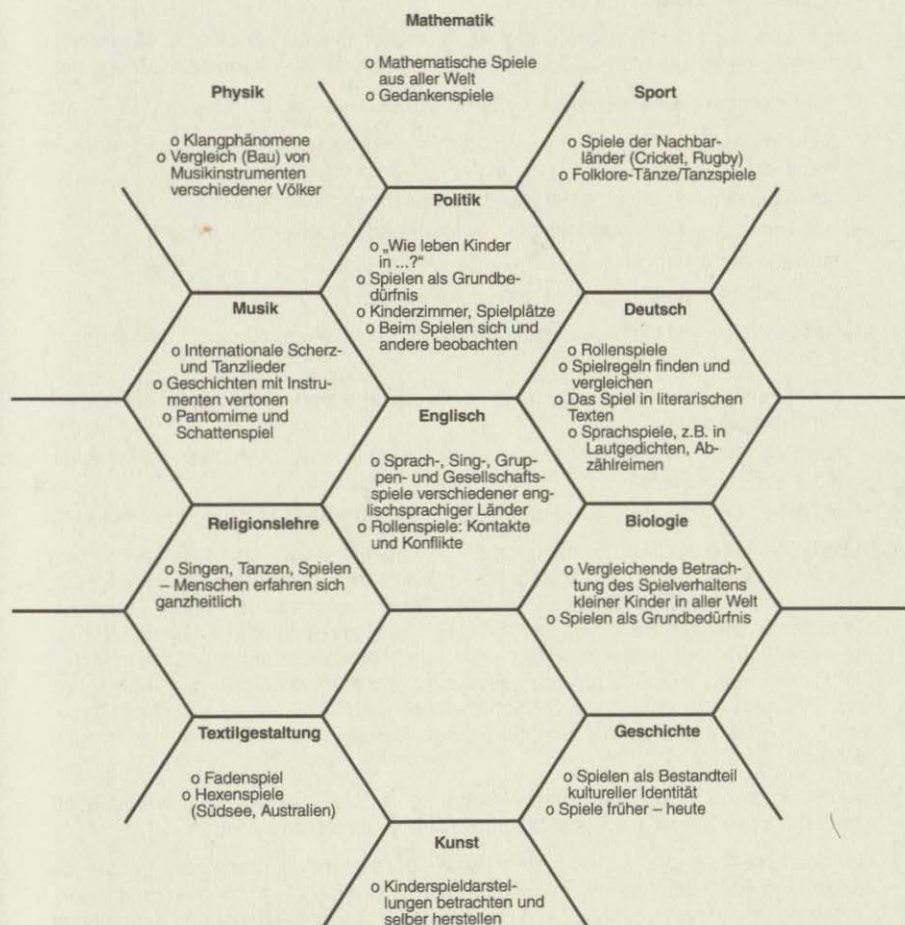 Mathematik
o Mathematische Spiele
aus aller Welt
o Gedankenspiele
Physik
o Klangphänomene
o Vergleich (Bau) von
Musikinstrumenten
verschiedener Völker
Sport
o Spiele der Nachbar-
länder (Cricket, Rugby)
o Folklore-Tänze/Tanzspiele
Politik
o „Wie leben Kinder
in ...?“
o Spielen als Grundbe-
dürfnis
o Kinderzimmer, Spielplätze
o Beim Spielen sich und
andere beobachten
Musik
o Internationale Scherz-
und Tanzlieder
o Geschichten mit Instru-
menten vertonen
o Pantomime und
Schattenspiel
Deutsch
o Rollenspiele
o Spielregeln finden und
vergleichen
o Das Spiel in literarischen
Texten
o Sprachspiele, z.B. in
Lautgedichten, Ab-
zählreimen
Englisch
o Sprach-, Sing-, Grup-
pen- und Gesellschafts-
spiele verschiedener eng-
lischsprachiger Länder
o Rollenspiele: Kontakte
und Konflikte
Religionslehre
o Singen, Tanzen, Spielen
– Menschen erfahren sich
ganzheitlich
Biologie
o Vergleichende Betrach-
tung des Spielverhaltens
kleiner Kinder in aller Welt
o Spielen als Grundbedürfnis
Textilgestaltung
o Fadenspiel
o Hexenspiele
(Südsee, Australien)
Geschichte
o Spielen als Bestandteil
kultureller Identität
o Spiele früher – heute
Kunst
o Kinderspieldarstel-
lungen betrachten und
selber herstellen